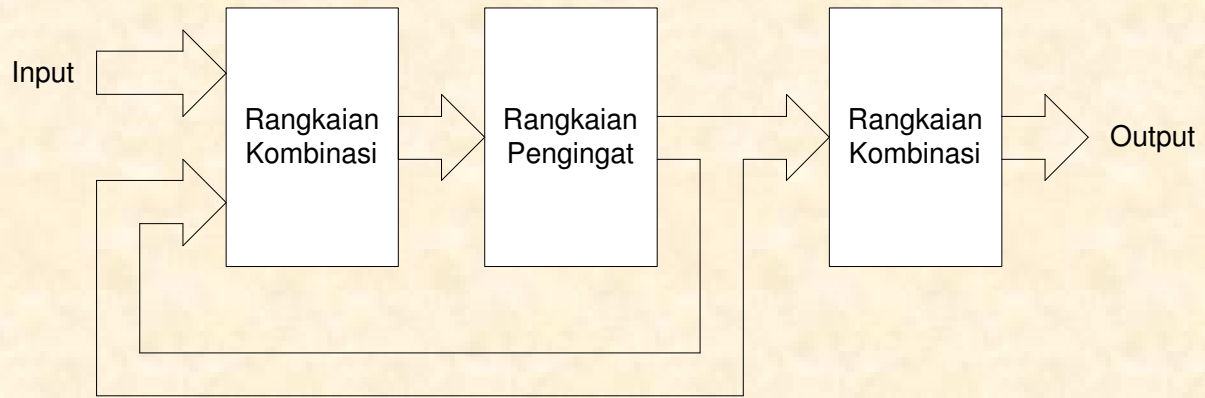 Input
Rangkaian
Kombinasi
Rangkaian
Pengingat
Rangkaian
Kombinasi
Output